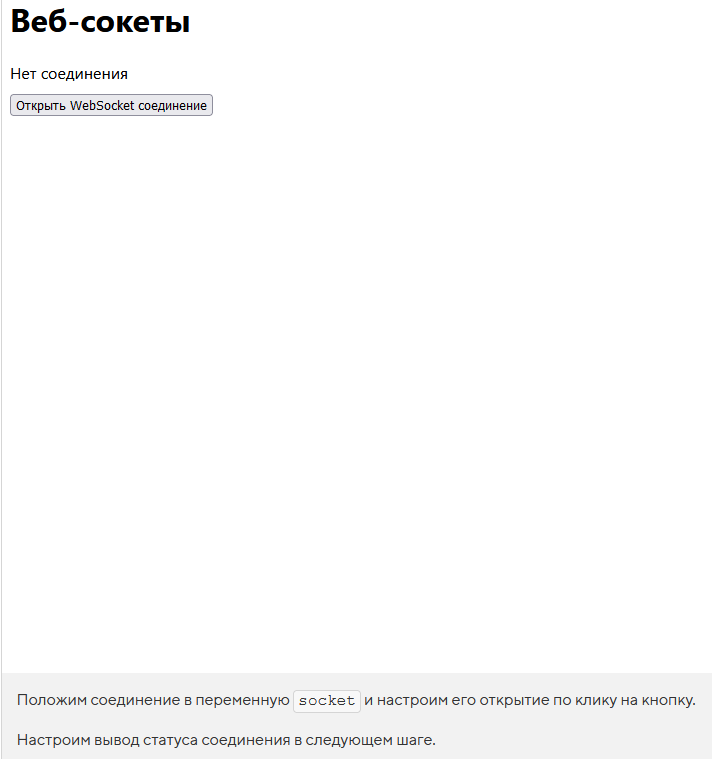 Веб-сокеты
Нет соединения
Открыть WebSocket соединение
Положим соединение в переменную socket и настроим его открытие по клику на кнопку.
Настроим вывод статуса соединения в следующем шаге.